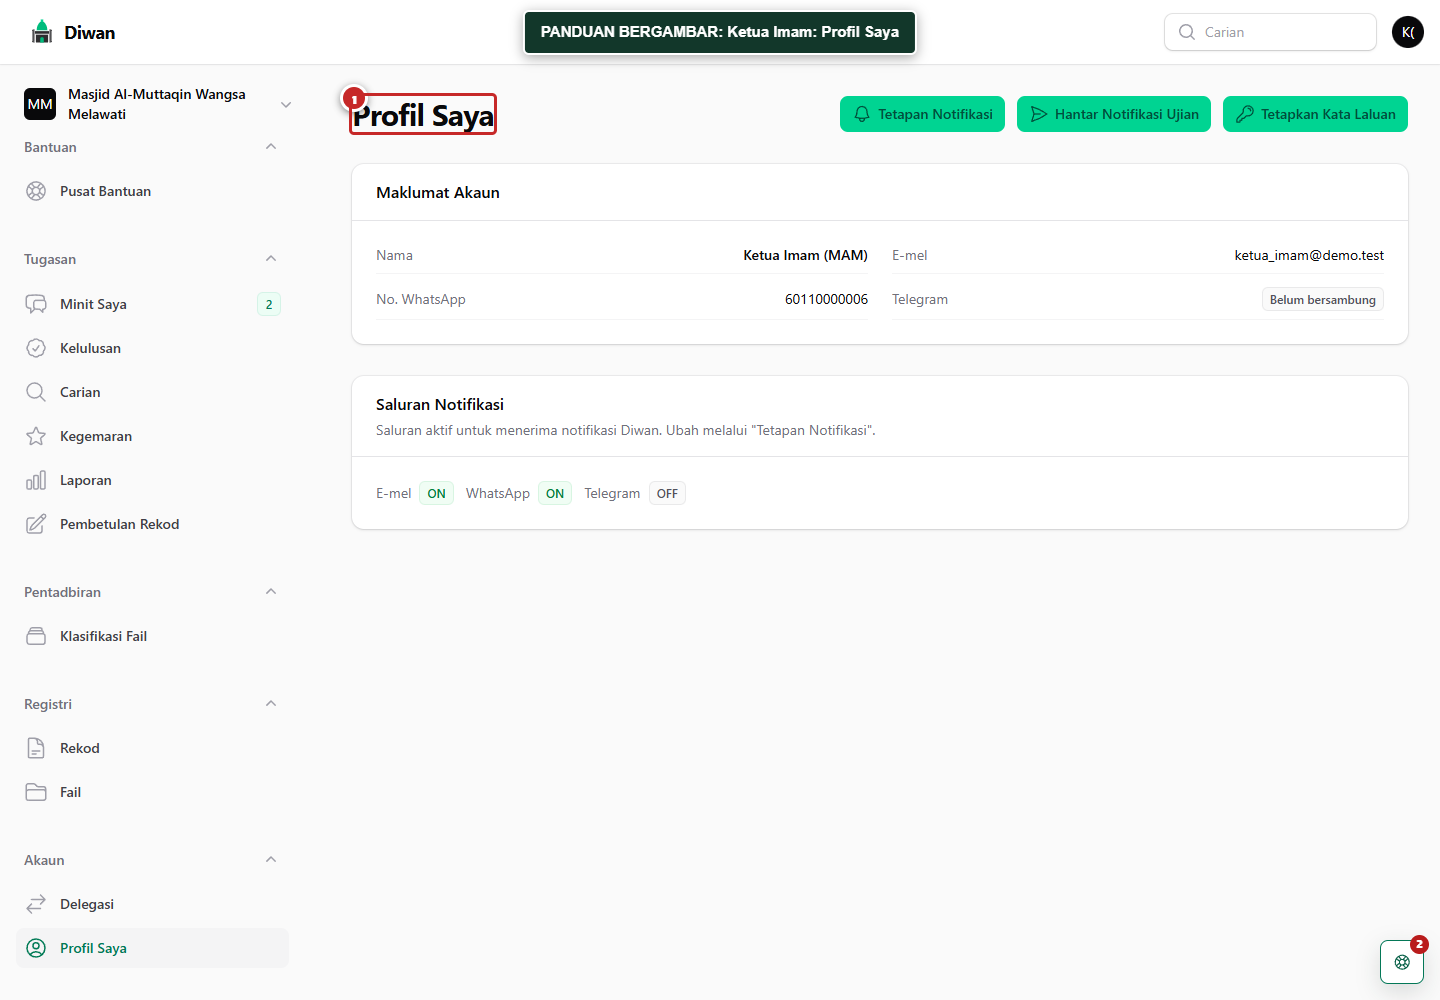 Diwan
PANDUAN BERGAMBAR: Ketua Imam: Profil Saya
Carian
K(
MM
Masjid Al-Muttaqin Wangsa
Melawati
Bantuan
Pusat Bantuan
Tugasan
Minit Saya
2
Kelulusan
Carian
Kegemaran
Laporan
Pembetulan Rekod
Pentadbiran
Klasifikasi Fail
Registri
Rekod
Fail
Akaun
Delegasi
Profil Saya
1
Profil Saya
Tetapan Notifikasi
Hantar Notifikasi Ujian
Tetapkan Kata Laluan
Maklumat Akaun
Nama
Ketua Imam (MAM)
E-mel
ketua_imam@demo.test
No. WhatsApp
60110000006
Telegram
Belum bersambung
Saluran Notifikasi
Saluran aktif untuk menerima notifikasi Diwan. Ubah melalui "Tetapan Notifikasi".
E-mel ON WhatsApp ON Telegram OFF
2